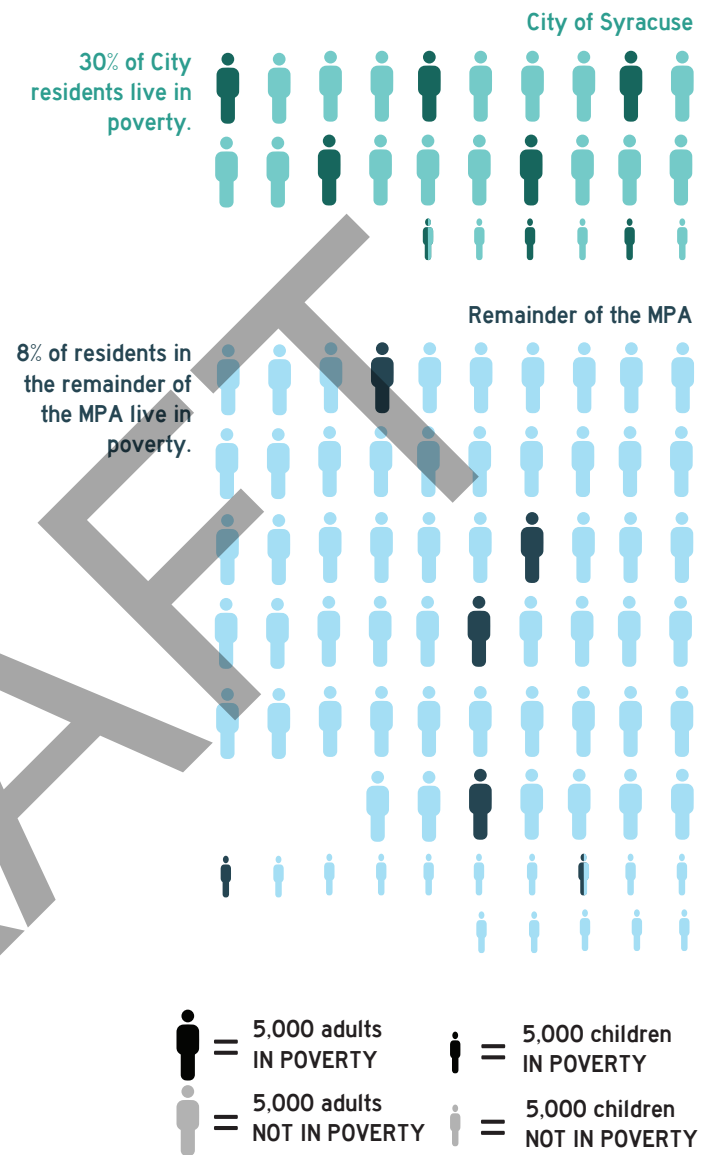 City of Syracuse
30% of City
residents live in
poverty.
Remainder of the MPA
8% of residents in
the remainder of
the MPA live in
poverty.
= 5,000 adults
IN POVERTY
= 5,000 children
IN POVERTY
= 5,000 adults
NOT IN POVERTY
= 5,000 children
NOT IN POVERTY
AFT